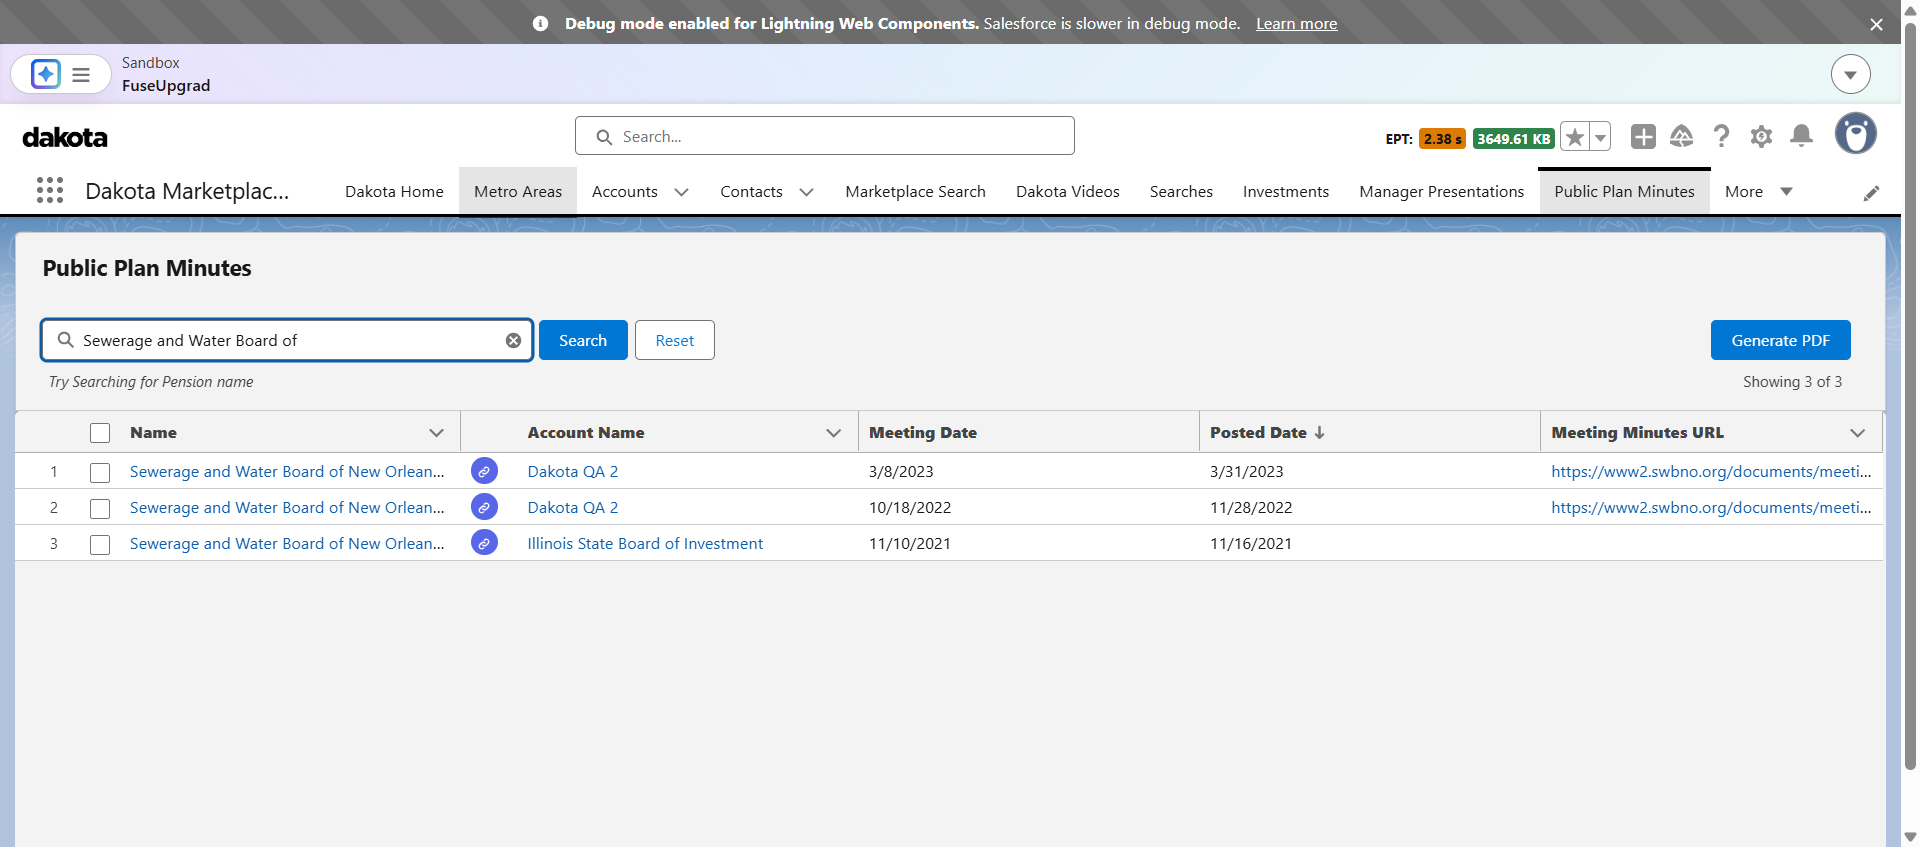 Debug mode enabled for Lightning Web Components. Salesforce is slower in debug mode. Learn more
Sandbox
FuseUpgrad
dakota
Search...
EPT: 2.38 s 3649.61 KB
Dakota Marketplac...
Dakota Home
Metro Areas
Accounts
Contacts
Marketplace Search
Dakota Videos
Searches
Investments
Manager Presentations
Public Plan Minutes
More
Public Plan Minutes
Sewerage and Water Board of
Search
Reset
Generate PDF
Try Searching for Pension name
Showing 3 of 3
Name Account Name Meeting Date Posted Date Meeting Minutes URL
1 Sewerage and Water Board of New Orlean... Dakota QA 2 3/8/2023 3/31/2023 https://www2.swbno.org/documents/meeti...
2 Sewerage and Water Board of New Orlean... Dakota QA 2 10/18/2022 11/28/2022 https://www2.swbno.org/documents/meeti...
3 Sewerage and Water Board of New Orlean... Illinois State Board of Investment 11/10/2021 11/16/2021